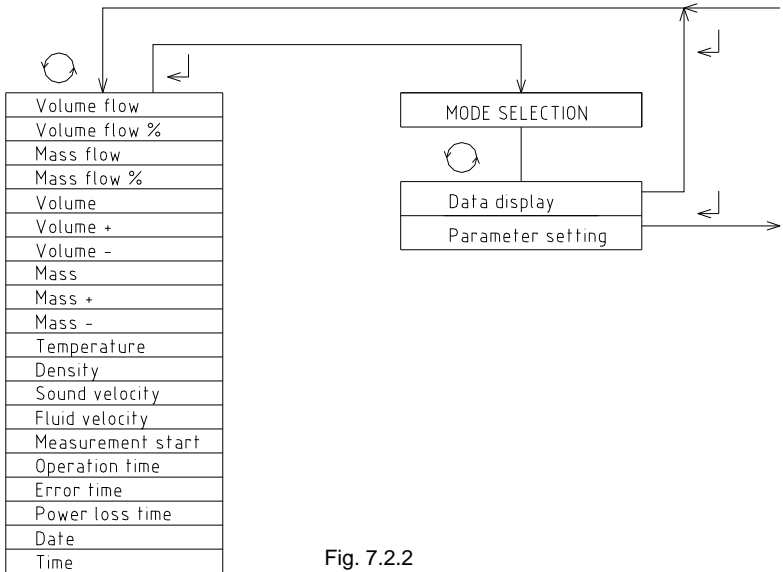 Volume flow
Volume flow %
Mass flow
Mass flow %
Volume
Volume +
Volume -
Mass
Mass +
Mass -
Temperature
Density
Sound velocity
Fluid velocity
Measurement start
Operation time
Error time
Power loss time
Date
Time
MODE SELECTION
Data display
Parameter setting
Fig. 7.2.2